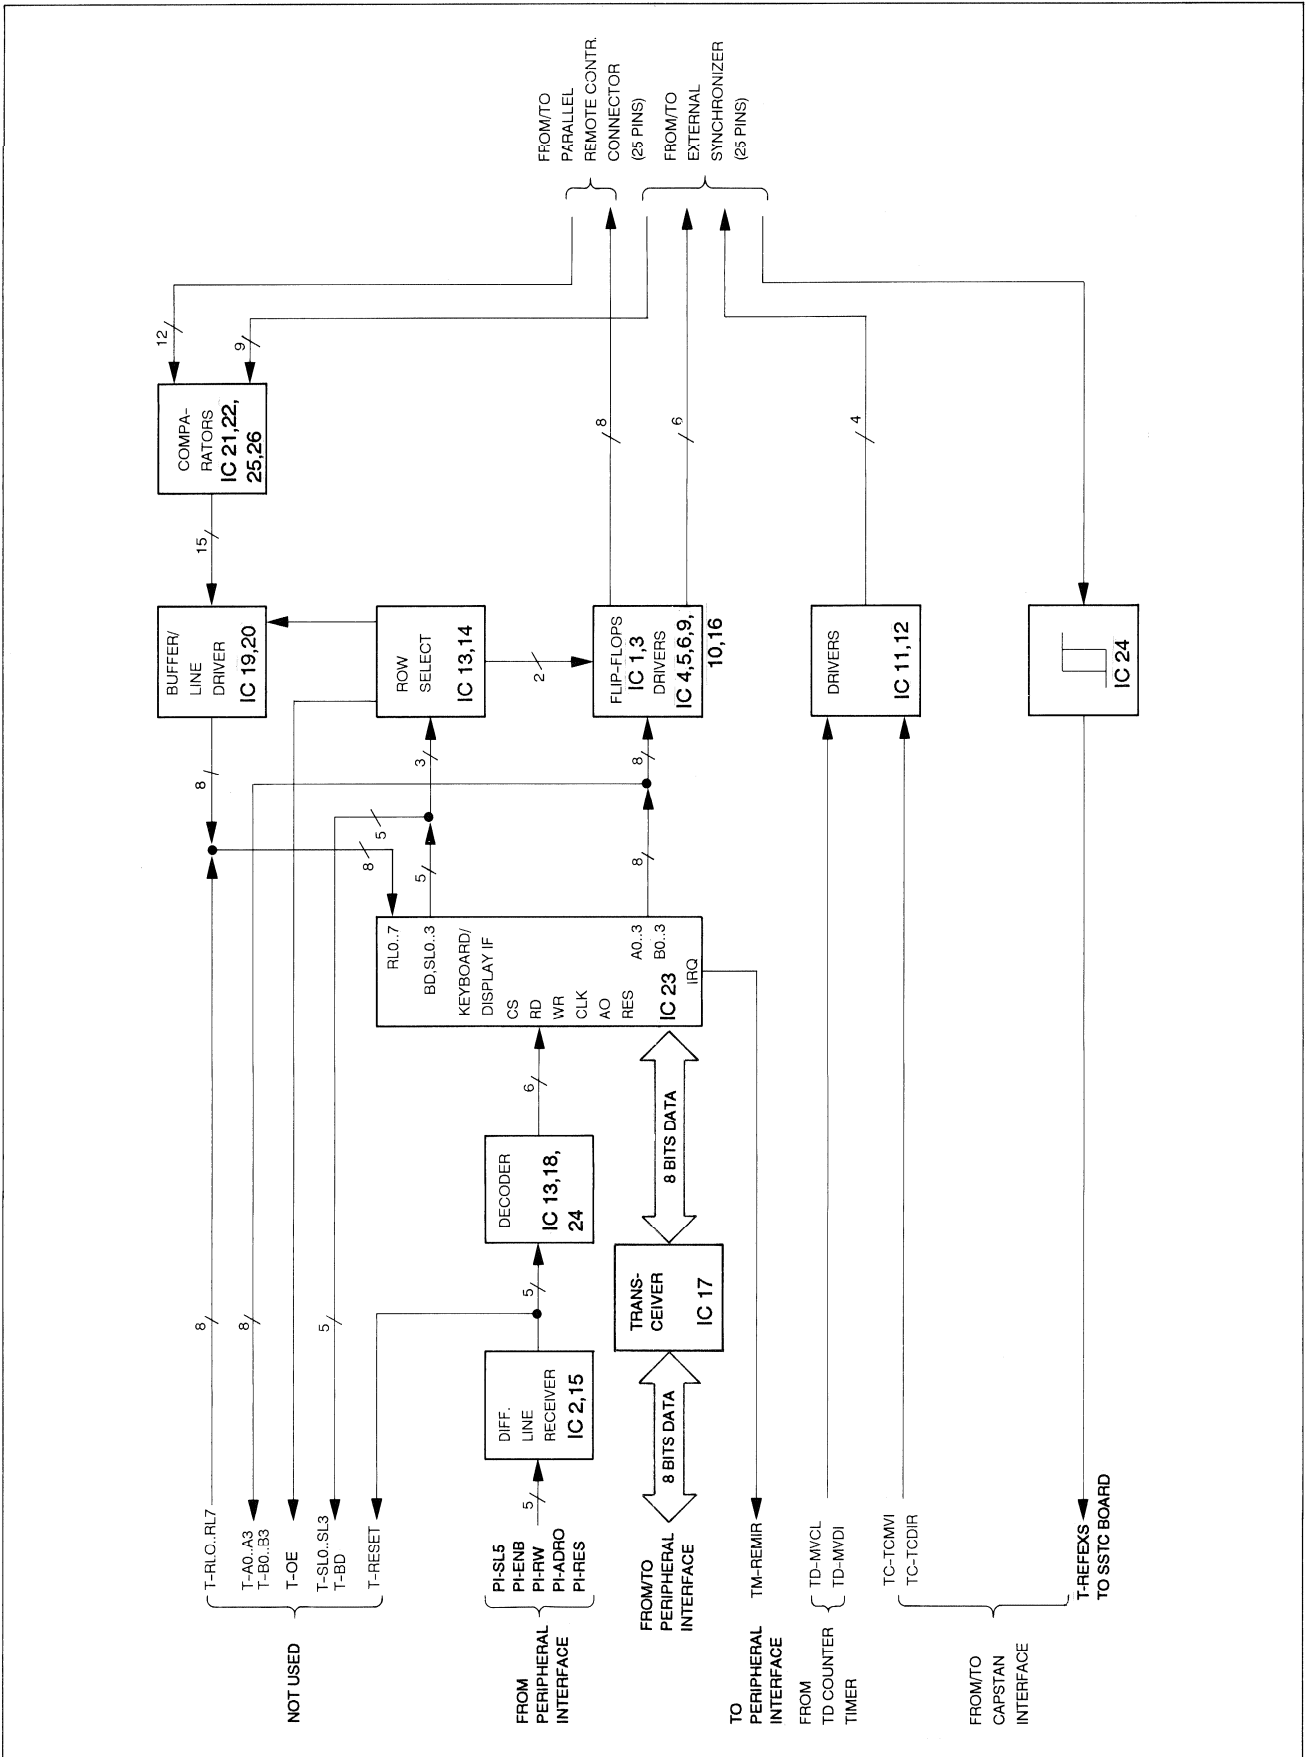 FROM/TO
PARALLEL
REMOTE CONTR.
CONNECTOR
(25 PINS)
FROM/TO
EXTERNAL
SYNCHRONIZER
(25 PINS)
12
9
COMPA-
RATORS
IC 21,22,
25,26
8
6
4
15
BUFFER/
LINE
DRIVER
IC 19,20
ROW
SELECT
IC 13,14
2
FLIP-FLOPS
IC 1,3
DRIVERS
IC 4,5,6,9,
10,16
DRIVERS
IC 11,12
IC 24
8
3
8
5
8
5
8
RL0..7
BD,SL0..3
KEYBOARD/
DISPLAY IF
CS
RD
WR
CLK
AO
RES
A0..3
B0..3
IC 23
IRQ
6
8 BITS DATA
DECODER
IC 13,18,
24
5
TRANS-
CEIVER
IC 17
8
8
5
DIFF.
LINE
RECEIVER
IC 2,15
8 BITS DATA
5
T-RLC..RL7
T-A0..A3
T-B0..B3
T-OE
T-SL0..SL3
T-BD
T-RESET
NOT USED
PI-SL5
PI-ENB
PI-RW
PI-ADRO
PI-RES
FROM
PERIPHERAL
INTERFACE
FROM/TO
PERIPHERAL
INTERFACE
TM-REMIR
TO
PERIPHERAL
INTERFACE
TD-MVCL
TD-MVDI
FROM
TD COUNTER
TIMER
TC-TCMVI
TC-TCDIR
FROM/TO
CAPSTAN
INTERFACE
T-REFEXS
TO SSTC BOARD